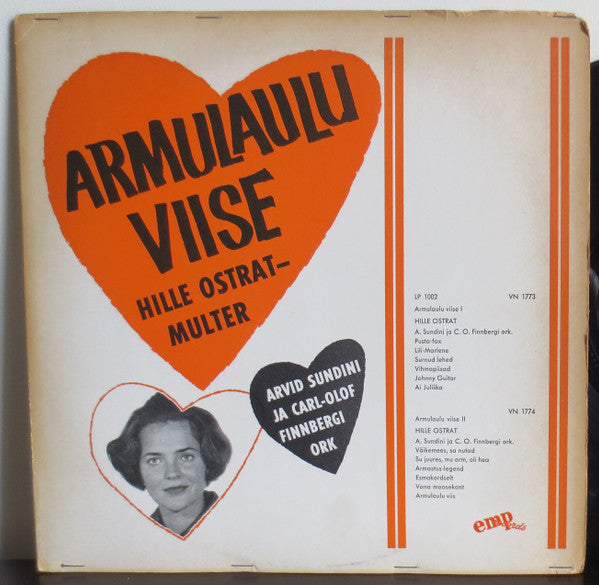 ARMULAULU
VIISE
HILLE OSTRAT–
MULTER
ARVID SUNDINI
JA CARL-OLOF
FINNBERGI
ORK
LP 1002 VN 1773
Armulaulu viise I
HILLE OSTRAT
A. Sundini ja C. O. Finnbergi ork.
Pusta-fox
Lili-Marlene
Surnud lehed
Vihmapiisad
Johnny Guitar
Ai Juliika
VN 1774
Armulaulu viise II
HILLE OSTRAT
A. Sundini ja C. O. Finnbergi ork.
Väikemees, sa nutad
Su juures, mu arm, oli hea
Armastus-legend
Esmakordselt
Vana maasekont
Armulaulu viis
emp